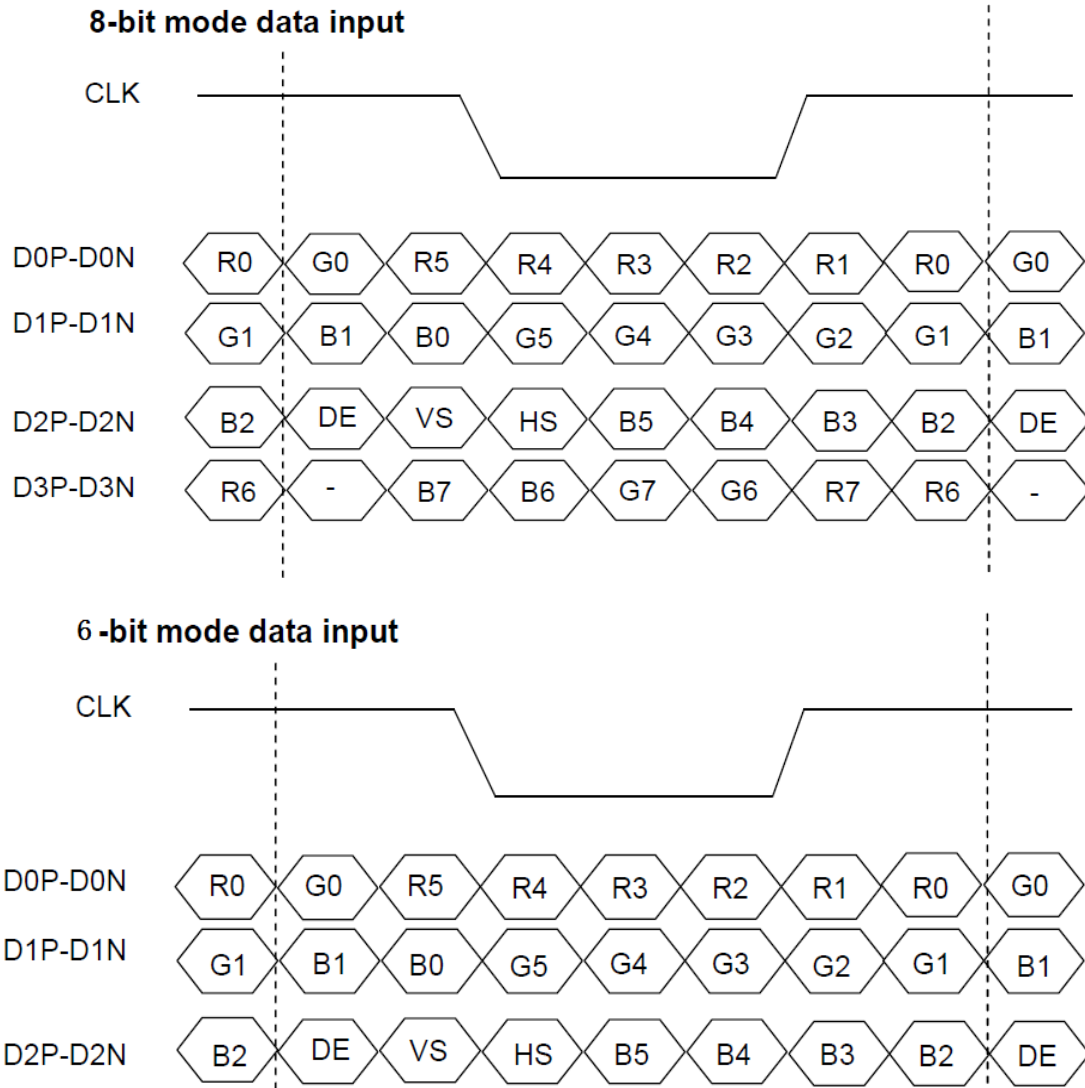 8-bit mode data input
CLK
D0P-D0N R0 G0 R5 R4 R3 R2 R1 R0 G0
D1P-D1N G1 B1 B0 G5 G4 G3 G2 G1 B1
D2P-D2N B2 DE VS HS B5 B4 B3 B2 DE
D3P-D3N R6 - B7 B6 G7 G6 R7 R6 -
6 -bit mode data input
CLK
D0P-D0N R0 G0 R5 R4 R3 R2 R1 R0 G0
D1P-D1N G1 B1 B0 G5 G4 G3 G2 G1 B1
D2P-D2N B2 DE VS HS B5 B4 B3 B2 DE